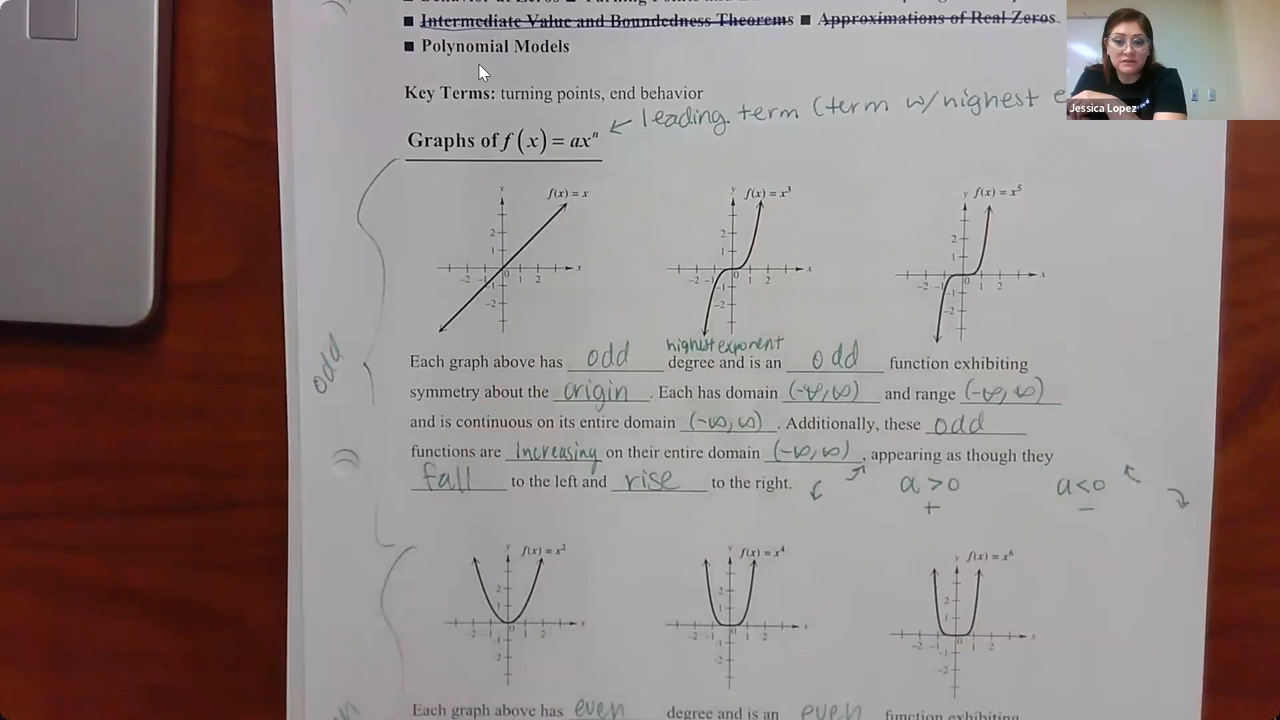 ■ Intermediate Value and Boundedness Theorems ■ Approximations of Real Zeros
■ Polynomial Models
Jessica Lopez
Key Terms: turning points, end behavior
Graphs of f(x) = axⁿ ← leading term (term w/highest e
f(x) = x f(x) = x³ f(x) = x⁵
highest exponent
Each graph above has odd degree and is an odd function exhibiting
symmetry about the origin. Each has domain (-∞, ∞) and range (-∞, ∞)
and is continuous on its entire domain (-∞, ∞). Additionally, these odd
functions are increasing on their entire domain (-∞, ∞), appearing as though they
fall to the left and rise to the right. a > 0 a < 0
+ −
odd
f(x) = x² f(x) = x⁴ f(x) = x⁶
Each graph above has even degree and is an even function exhibiting